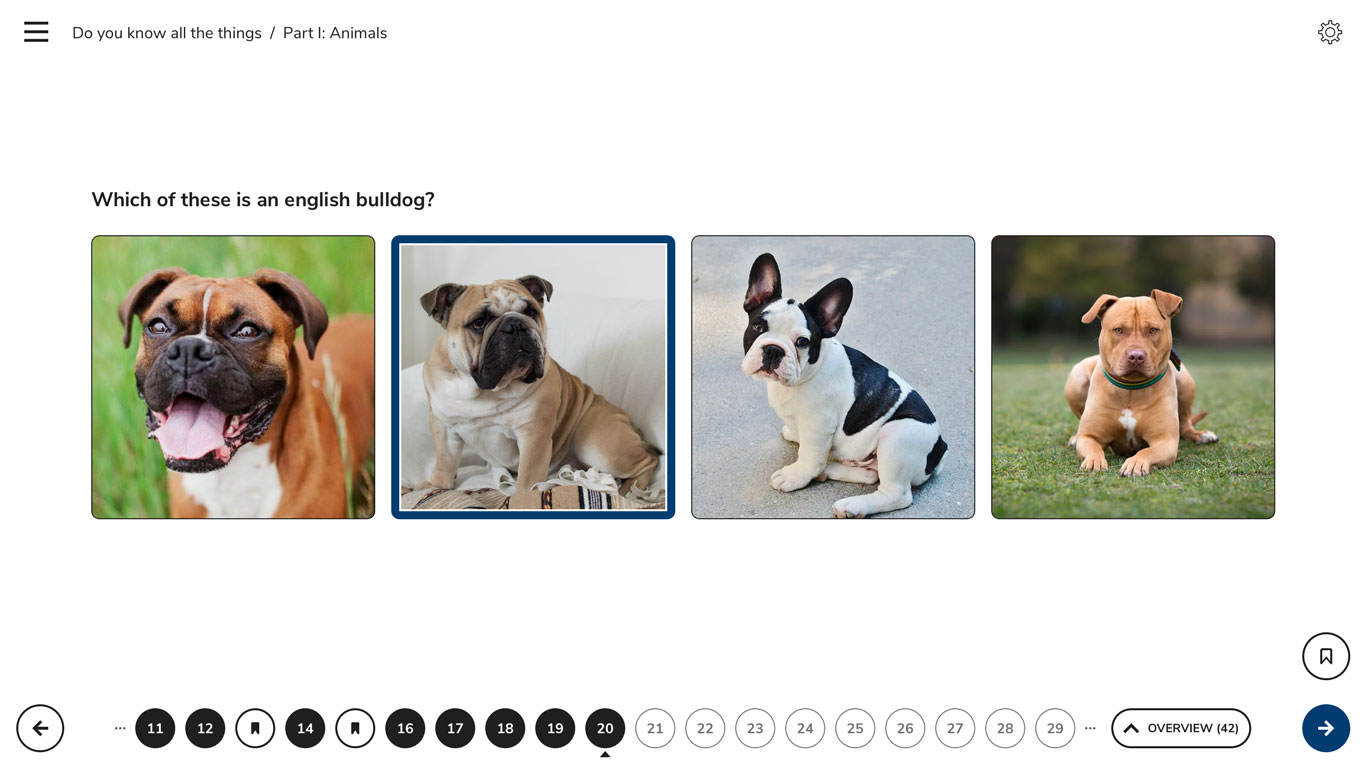 Do you know all the things / Part I: Animals
Which of these is an english bulldog?
... 11 12 14 16 17 18 19 20 21 22 23 24 25 26 27 28 29 ... OVERVIEW (42)